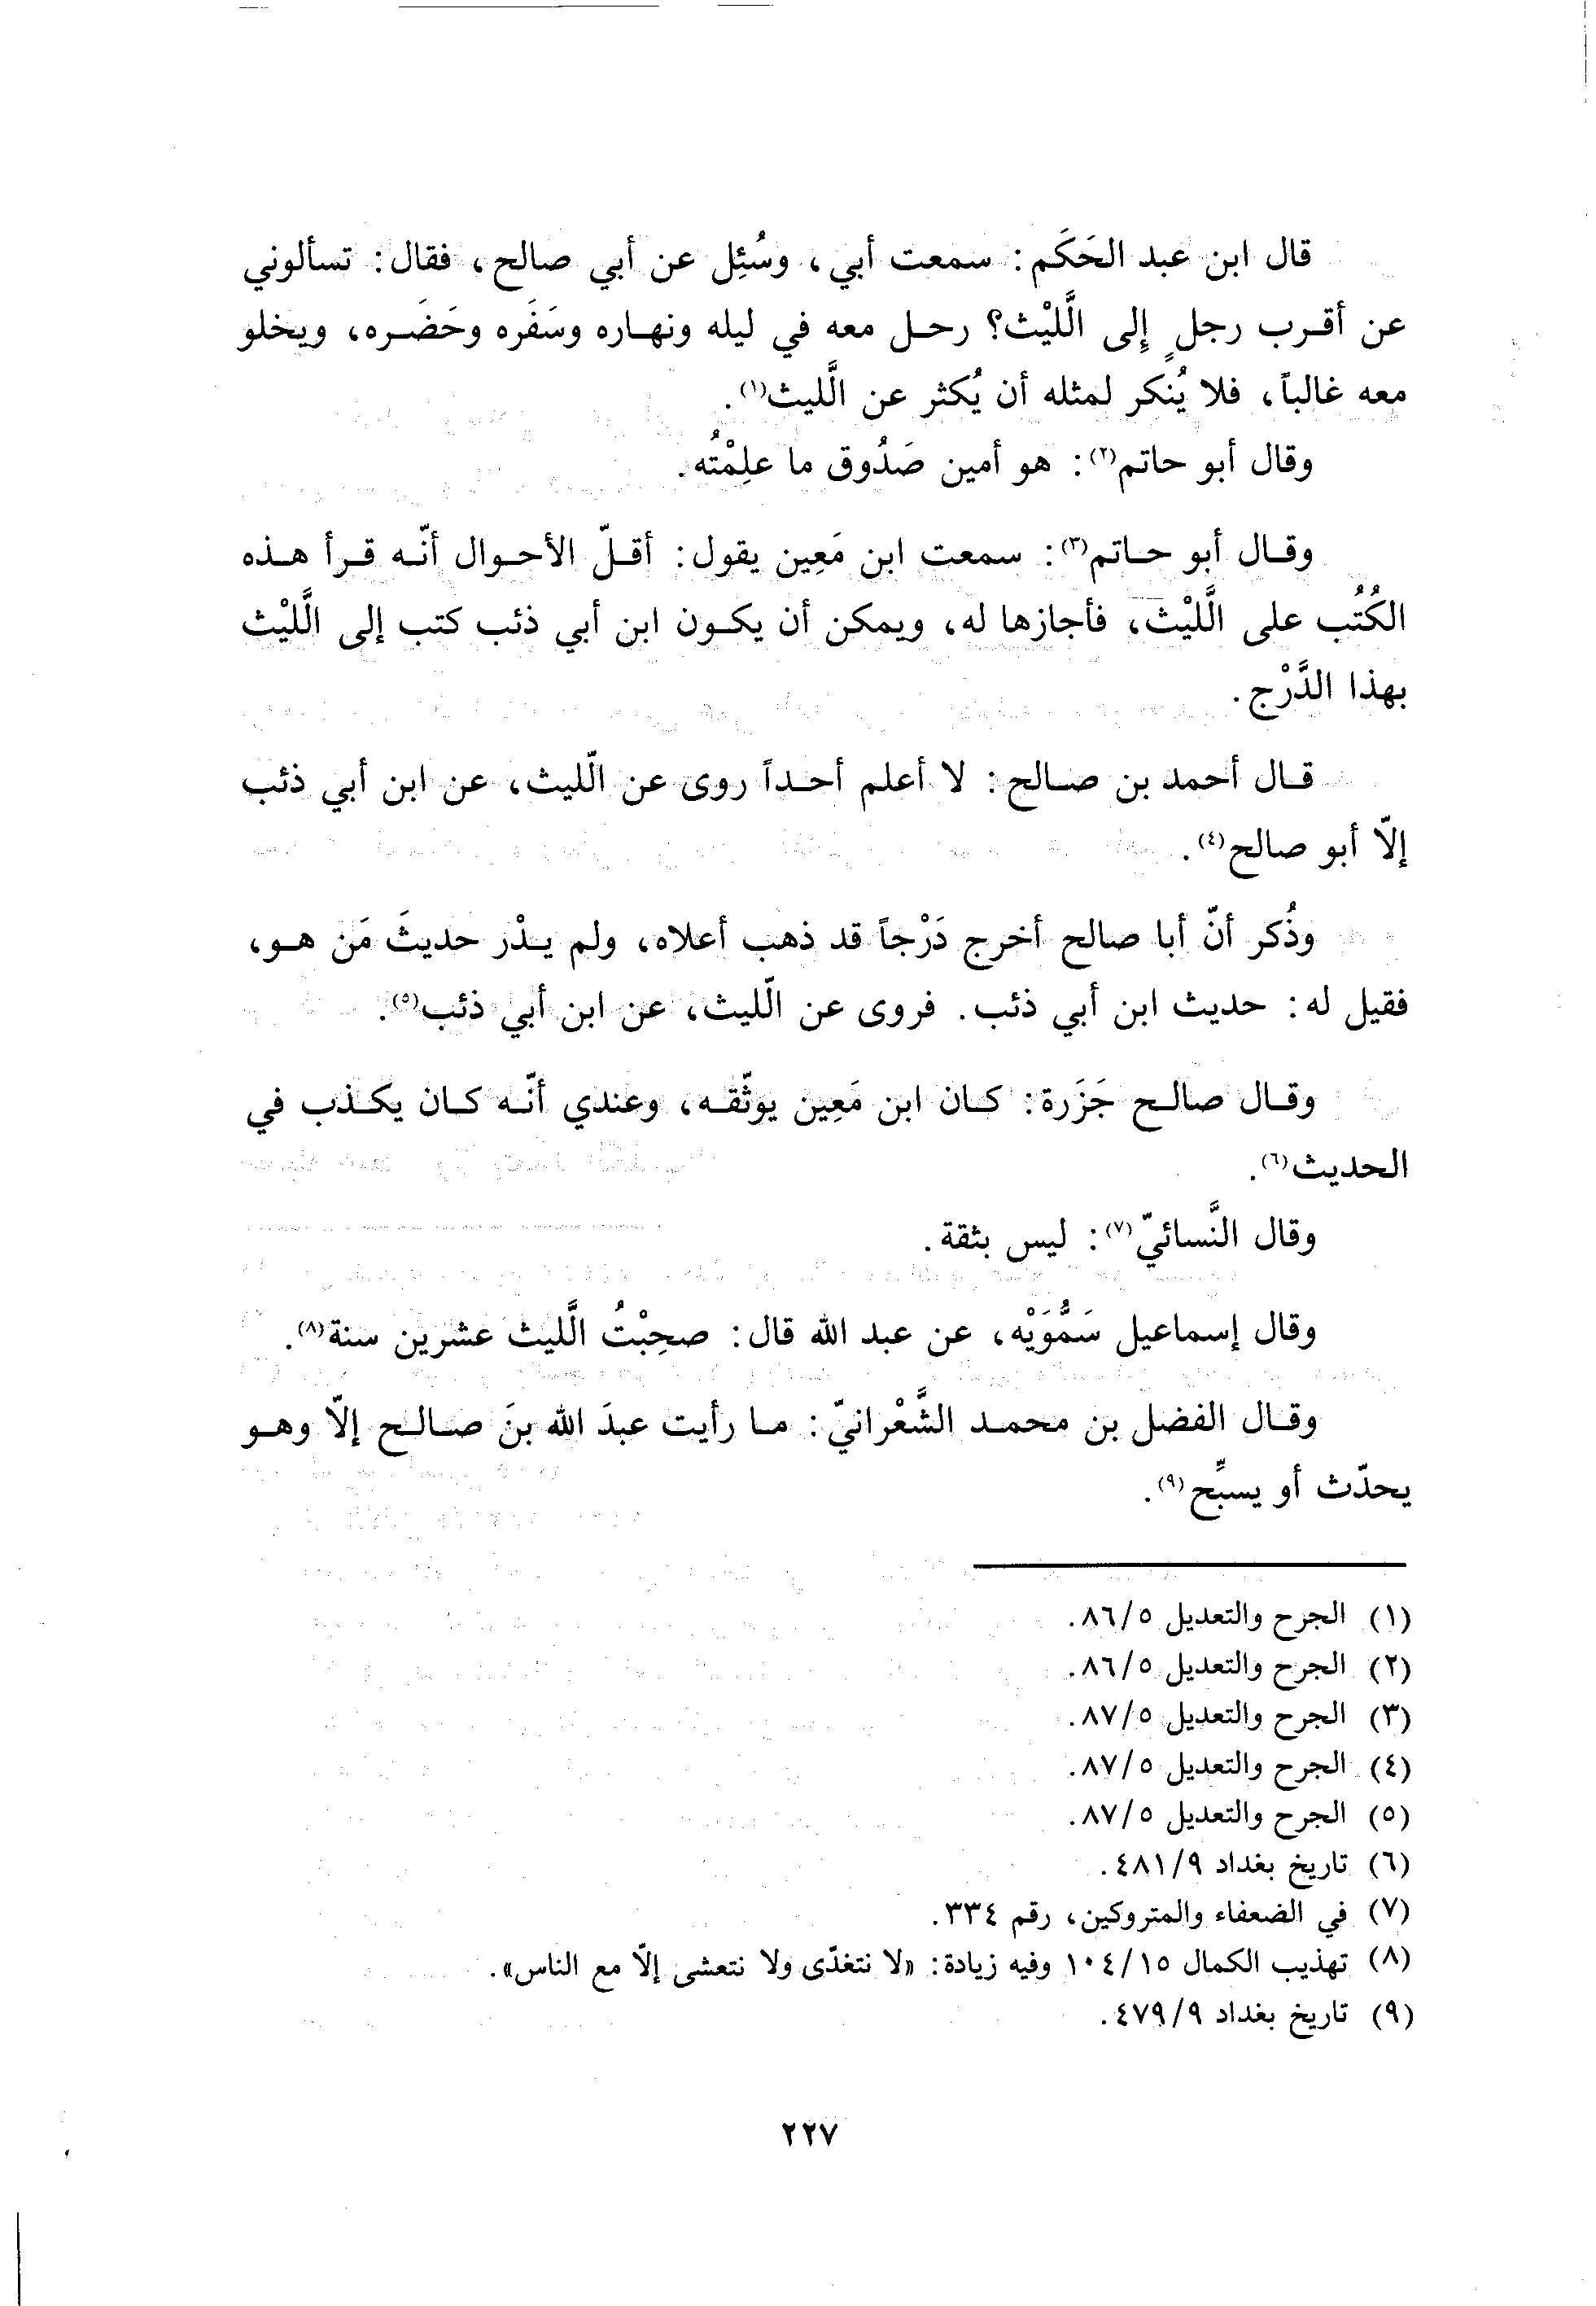 قال ابن عبد الحَكَم: سمعت أبي، وسُئِل عن أبي صالح، فقال: تسألوني
عن أقرب رجلٍ إلى الَّليْث؟ رحل معه في ليله ونهاره وسَفَره وحَضَره، ويخلو
معه غالباً، فلا يُنكر لمثله أن يُكثر عن الَّليث(١).
وقال أبو حاتم(٢): هو أمين صَدُوق ما علِمْتُه.
وقال أبو حاتم(٣): سمعت ابن مَعِين يقول: أقلّ الأحوال أنّه قرأ هذه
الكُتُب على الَّليْث، فأجازها له، ويمكن أن يكون ابن أبي ذئب كتب إلى الَّليْث
بهذا الدَّرْج.
قال أحمد بن صالح: لا أعلم أحداً روى عن الّليث، عن ابن أبي ذئب
إلّا أبو صالح(٤).
وذُكر أنّ أبا صالح أخرج دَرْجاً قد ذهب أعلاه، ولم يدْر حديثَ مَن هو،
فقيل له: حديث ابن أبي ذئب. فروى عن الّليث، عن ابن أبي ذئب(٥).
وقال صالح جَزَرة: كان ابن مَعِين يوثّقه، وعندي أنّه كان يكذب في
الحديث(٦).
وقال النَّسائيّ(٧): ليس بثقة.
وقال إسماعيل سَمُّوَيْه، عن عبد الله قال: صحِبْتُ الَّليث عشرين سنة(٨).
وقال الفضل بن محمد الشَّعْرانيّ: ما رأيت عبدَ الله بنَ صالح إلّا وهو
يحدّث أو يسبِّح(٩).
(١) الجرح والتعديل ٨٦/٥.
(٢) الجرح والتعديل ٨٦/٥.
(٣) الجرح والتعديل ٨٧/٥.
(٤) الجرح والتعديل ٨٧/٥.
(٥) الجرح والتعديل ٨٧/٥.
(٦) تاريخ بغداد ٤٨١/٩.
(٧) في الضعفاء والمتروكين، رقم ٣٣٤.
(٨) تهذيب الكمال ١٠٤/١٥ وفيه زيادة: «لا نتغدّى ولا نتعشى إلّا مع الناس».
(٩) تاريخ بغداد ٤٧٩/٩.
٢٢٧